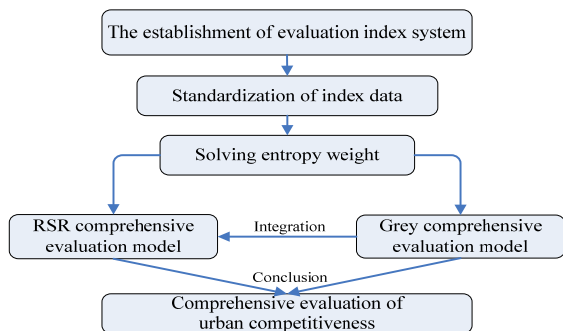 The establishment of evaluation index system
Standardization of index data
Solving entropy weight
RSR comprehensive
evaluation model
Integration
Grey comprehensive
evaluation model
Conclusion
Comprehensive evaluation of
urban competitiveness